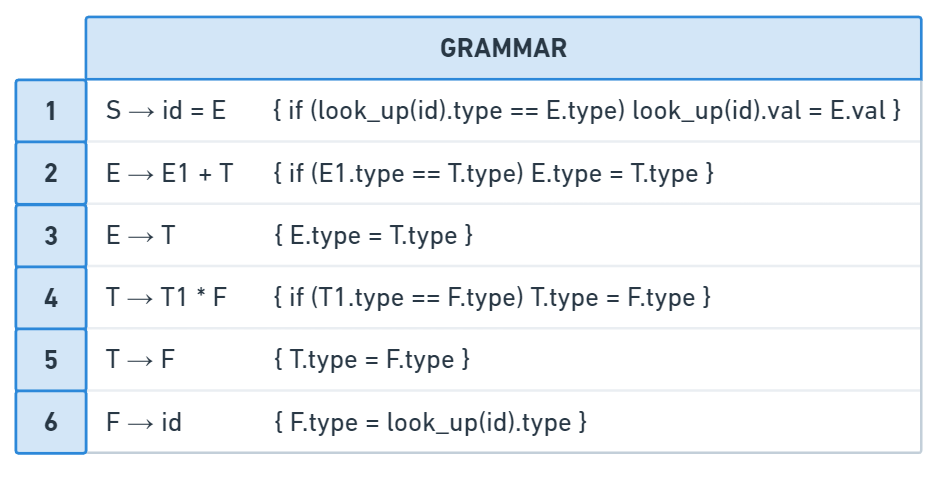 GRAMMAR
1 S → id = E { if (look_up(id).type == E.type) look_up(id).val = E.val }
2 E → E1 + T { if (E1.type == T.type) E.type = T.type }
3 E → T { E.type = T.type }
4 T → T1 * F { if (T1.type == F.type) T.type = F.type }
5 T → F { T.type = F.type }
6 F → id { F.type = look_up(id).type }